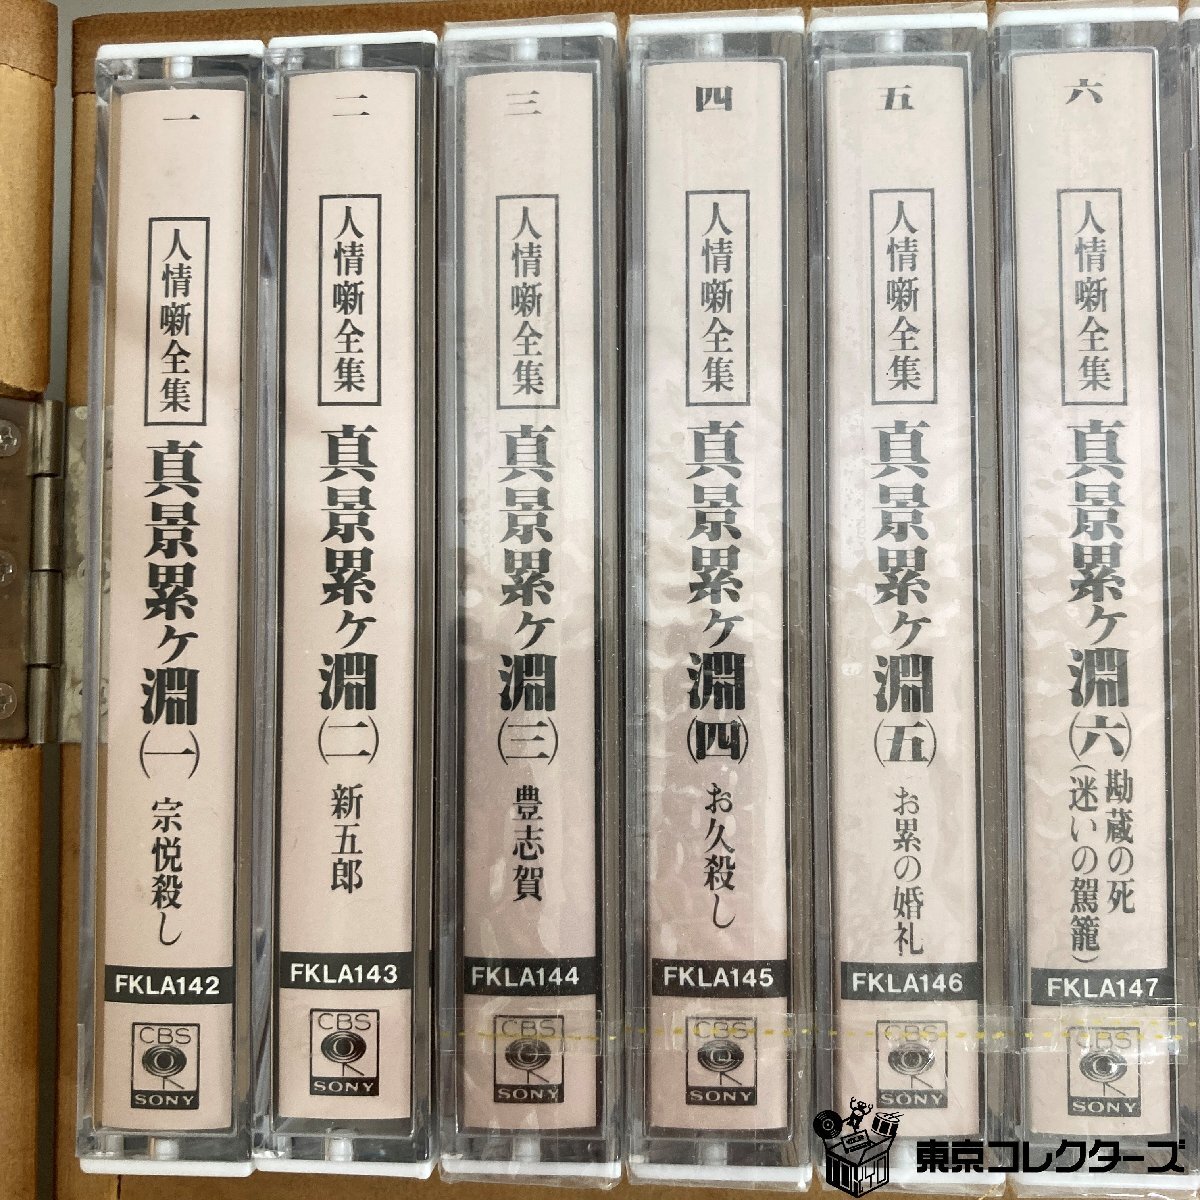 一
人情噺全集
真景累ヶ淵(一)
宗悦殺し
FKLA142
CBS
SONY
二
人情噺全集
真景累ヶ淵(二)
新五郎
FKLA143
CBS
SONY
三
人情噺全集
真景累ヶ淵(三)
豊志賀
FKLA144
CBS
SONY
四
人情噺全集
真景累ヶ淵(四)
お久殺し
FKLA145
CBS
SONY
五
人情噺全集
真景累ヶ淵(五)
お累の婚礼
FKLA146
CBS
SONY
六
人情噺全集
真景累ヶ淵(六)
勘蔵の死
(迷いの駕籠)
FKLA147
CBS
SONY
東京コレクターズ